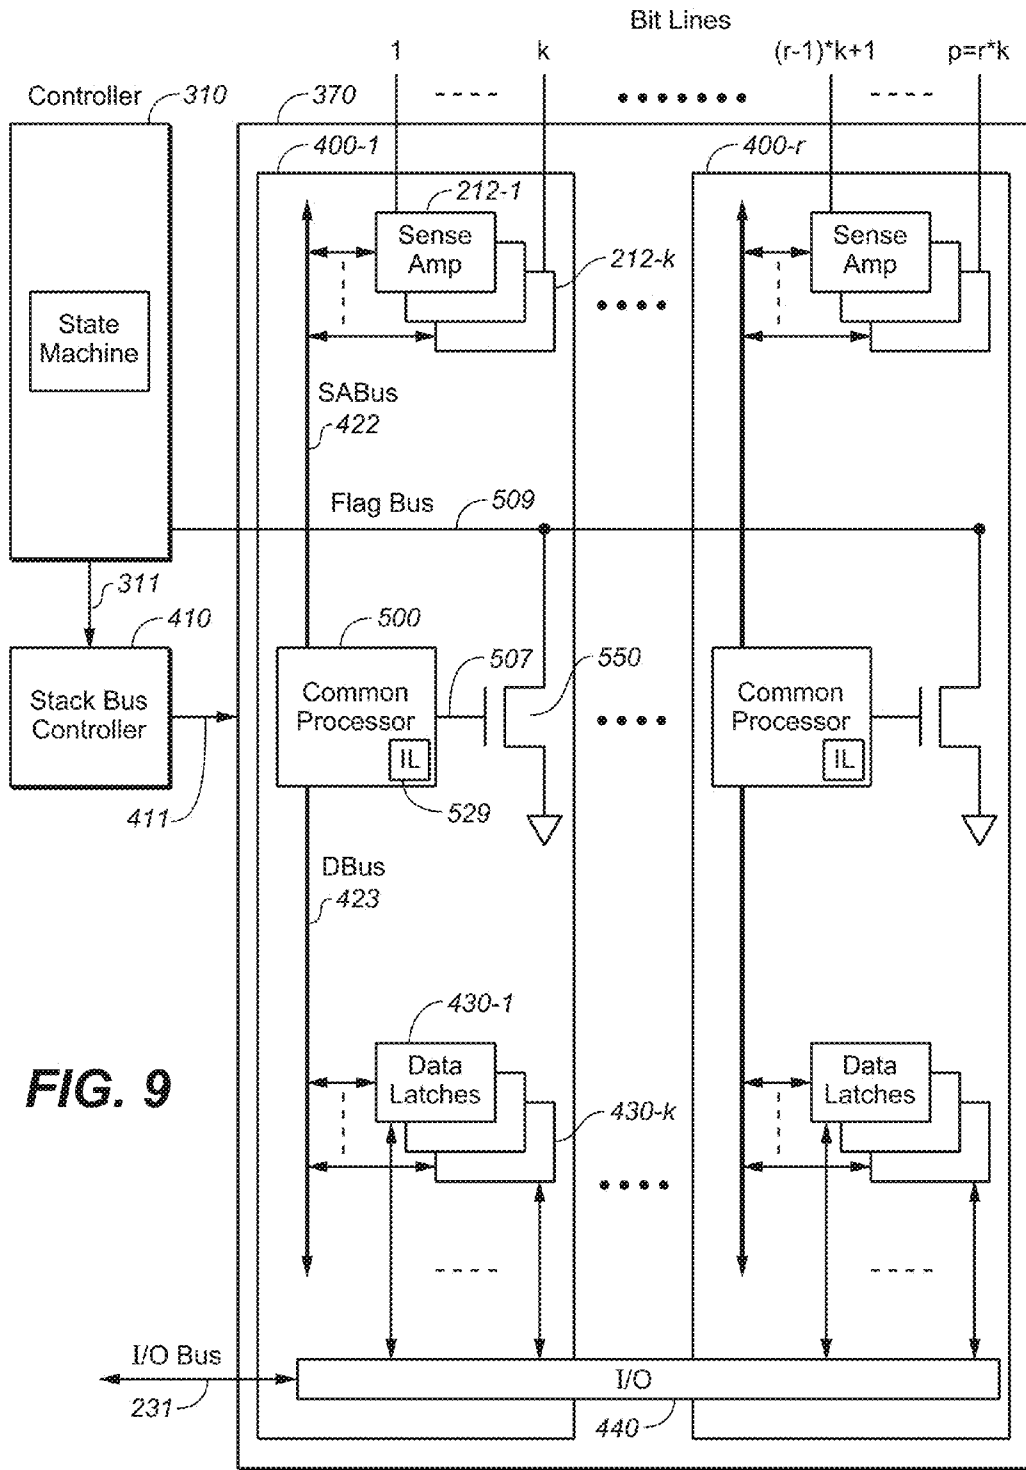 Bit Lines
1
k
(r-1)*k+1
p=r*k
Controller
310
370
400-1
400-r
212-1
Sense
Amp
Sense
Amp
212-k
State
Machine
SABus
422
Flag Bus
509
311
410
500
507
550
Stack Bus
Controller
Common
Processor
IL
Common
Processor
IL
411
529
DBus
423
430-1
FIG. 9
Data
Latches
Data
Latches
430-k
I/O Bus
I/O
231
440